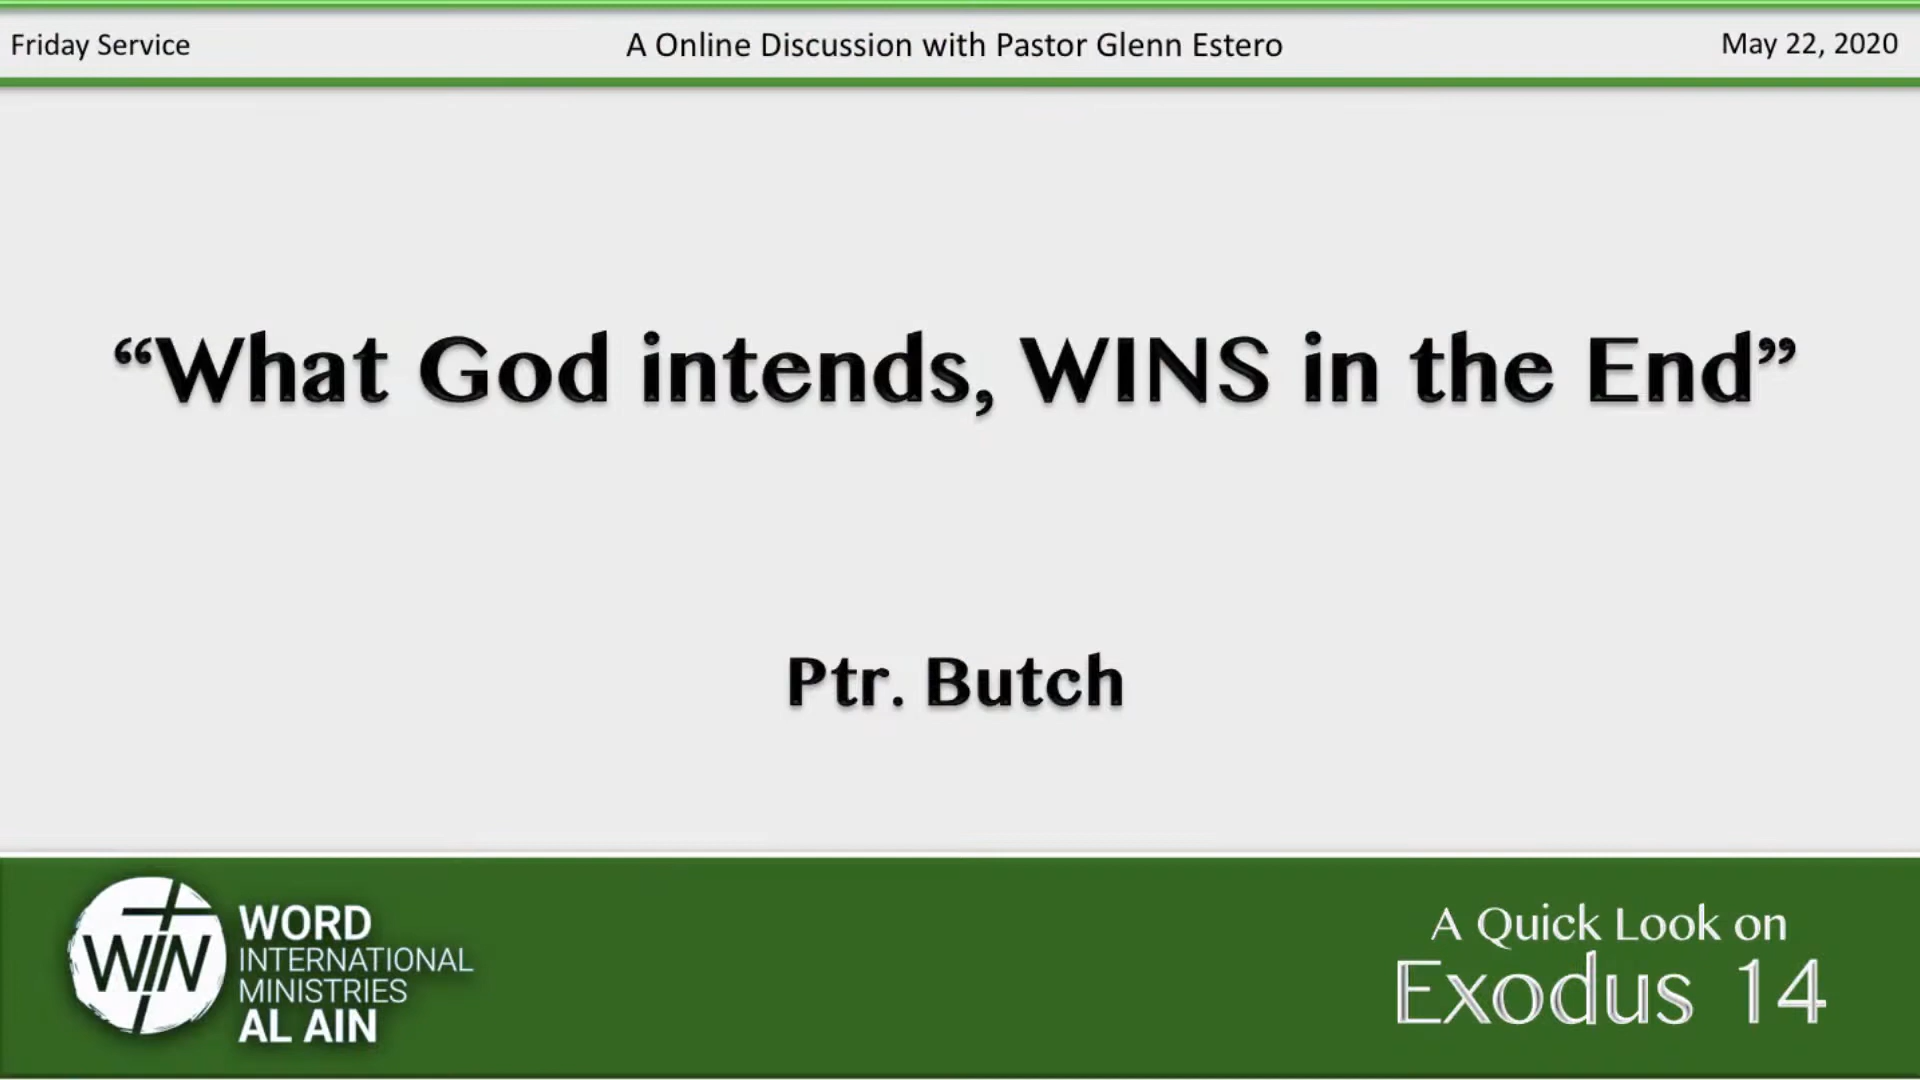 Friday Service
A Online Discussion with Pastor Glenn Estero
May 22, 2020
“What God intends, WINS in the End”
Ptr. Butch
WIN
WORD
INTERNATIONAL
MINISTRIES
AL AIN
A Quick Look on
Exodus 14